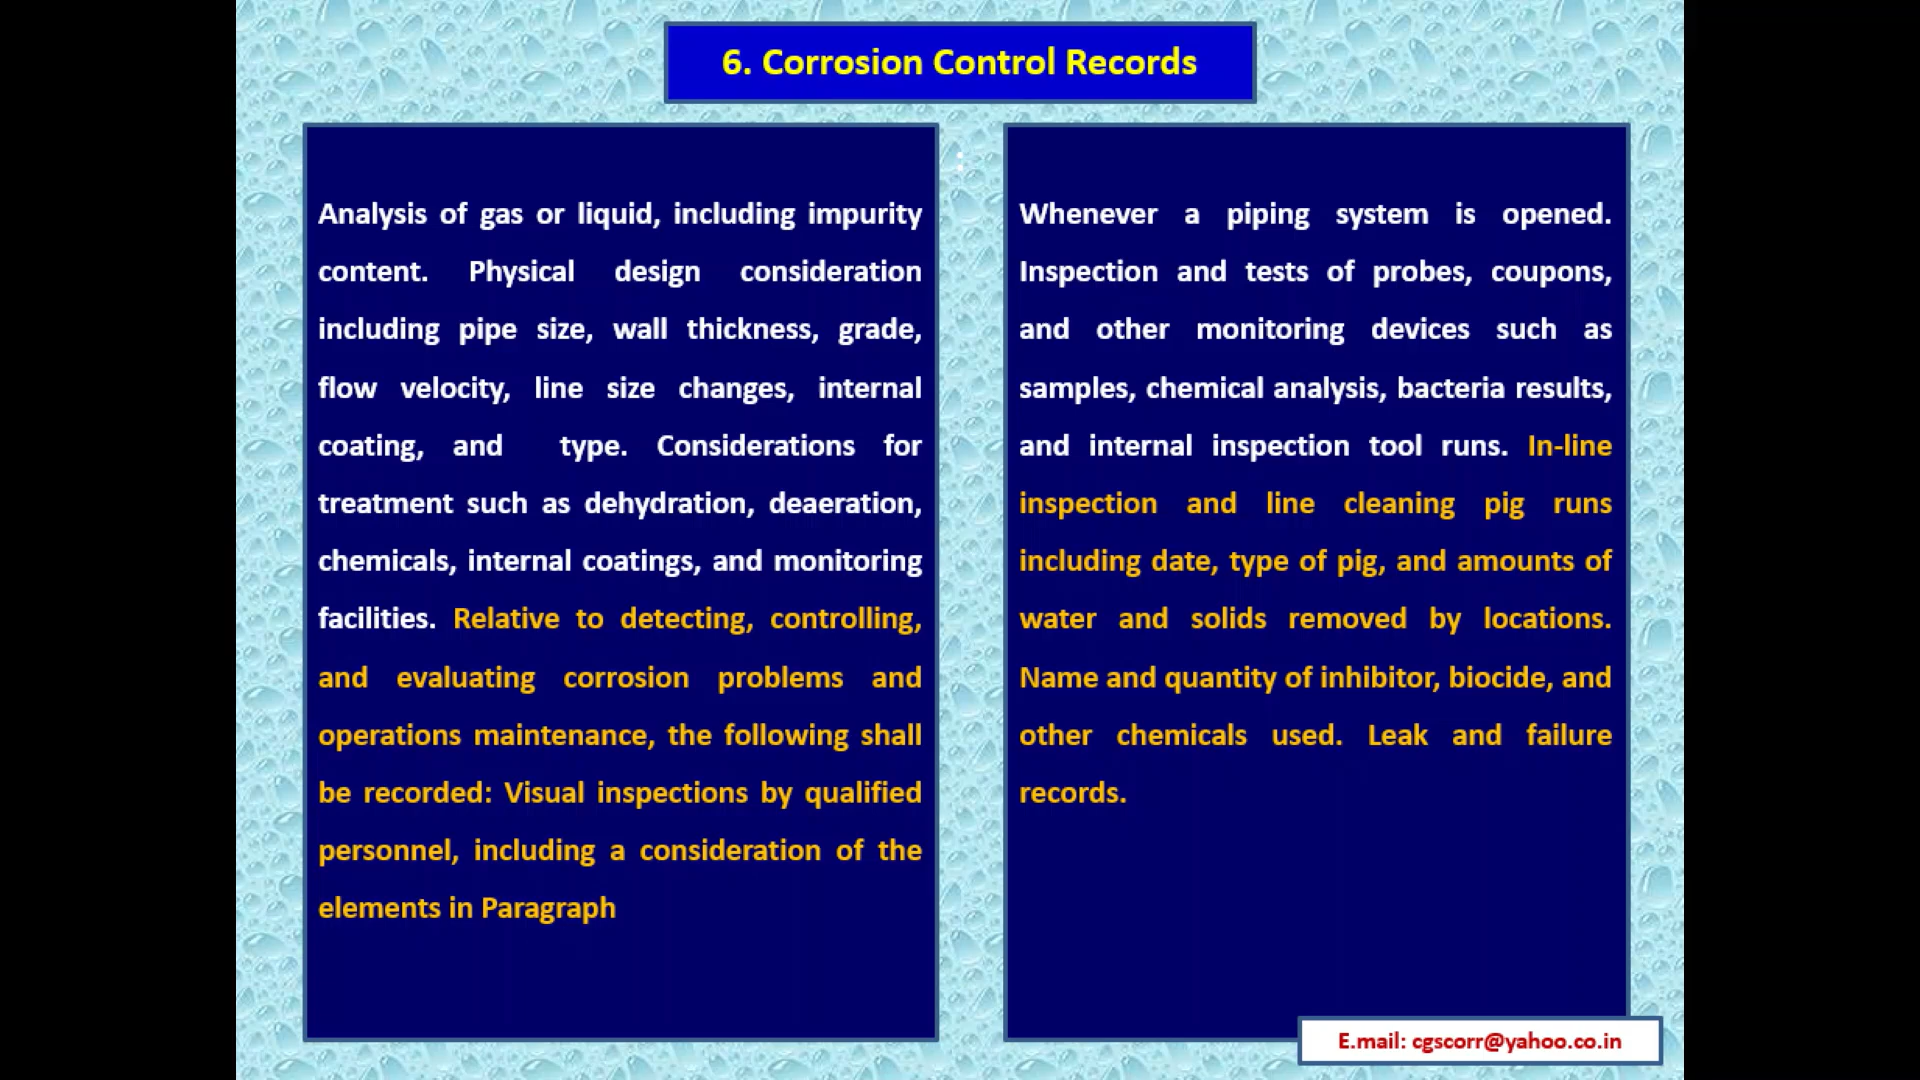 6. Corrosion Control Records
Analysis of gas or liquid, including impurity
content. Physical design consideration
including pipe size, wall thickness, grade,
flow velocity, line size changes, internal
coating, and type. Considerations for
treatment such as dehydration, deaeration,
chemicals, internal coatings, and monitoring
facilities. Relative to detecting, controlling,
and evaluating corrosion problems and
operations maintenance, the following shall
be recorded: Visual inspections by qualified
personnel, including a consideration of the
elements in Paragraph
:
Whenever a piping system is opened.
Inspection and tests of probes, coupons,
and other monitoring devices such as
samples, chemical analysis, bacteria results,
and internal inspection tool runs. In-line
inspection and line cleaning pig runs
including date, type of pig, and amounts of
water and solids removed by locations.
Name and quantity of inhibitor, biocide, and
other chemicals used. Leak and failure
records.
E.mail: cgscorr@yahoo.co.in